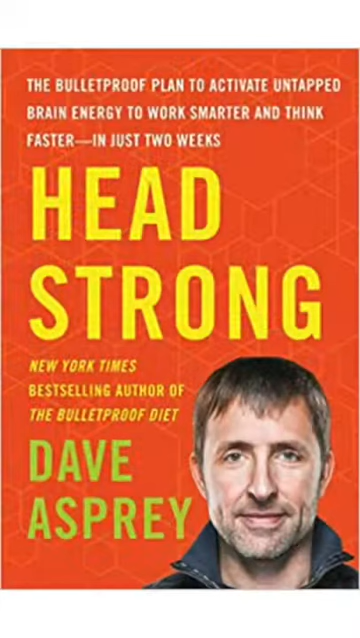 THE BULLETPROOF PLAN TO ACTIVATE UNTAPPED
BRAIN ENERGY TO WORK SMARTER AND THINK
FASTER—IN JUST TWO WEEKS
HEAD
STRONG
NEW YORK TIMES
BESTSELLING AUTHOR OF
THE BULLETPROOF DIET
DAVE
ASPREY